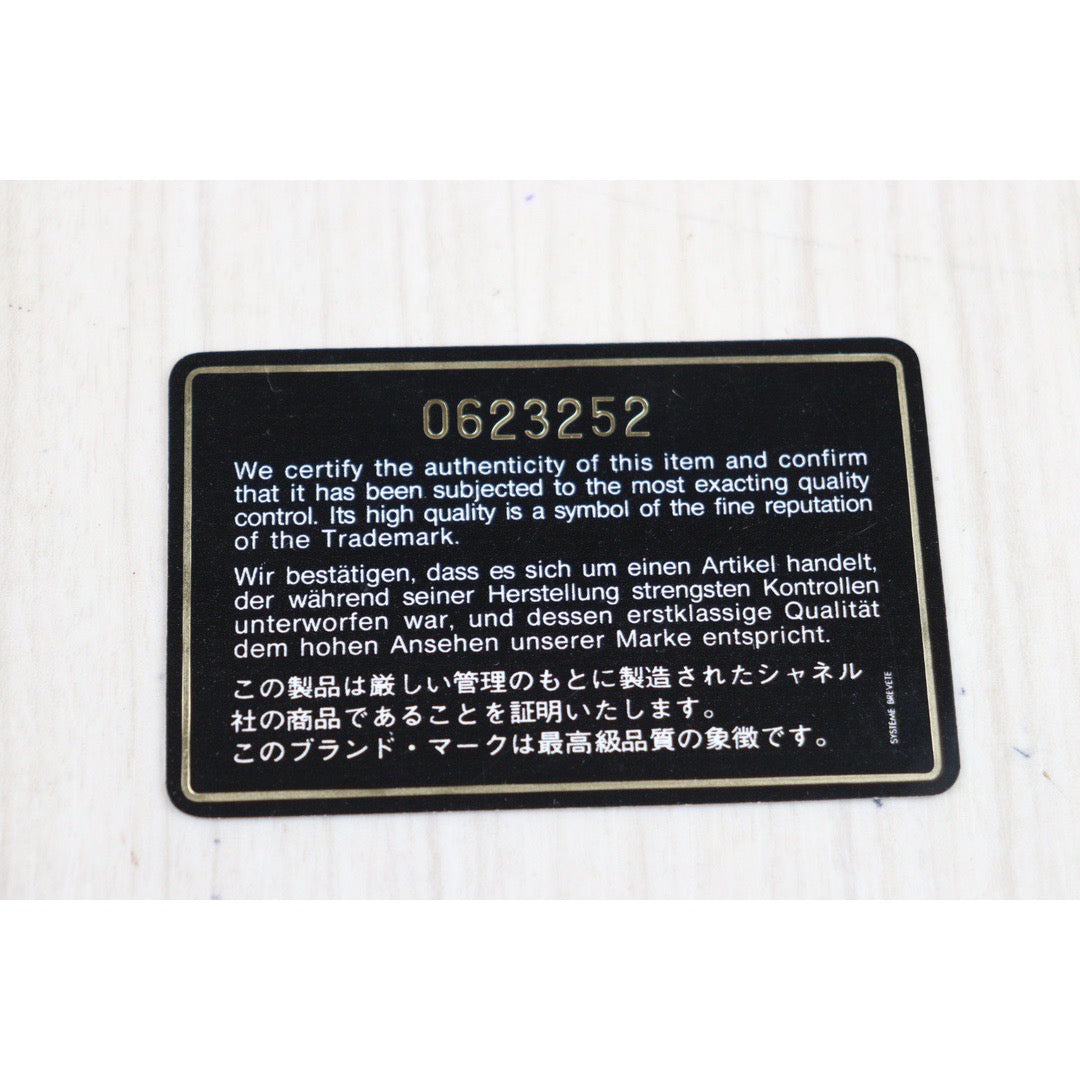 0623252
We certify the authenticity of this item and confirm
that it has been subjected to the most exacting quality
control. Its high quality is a symbol of the fine reputation
of the Trademark.
Wir bestätigen, dass es sich um einen Artikel handelt,
der während seiner Herstellung strengsten Kontrollen
unterworfen war, und dessen erstklassige Qualität
dem hohen Ansehen unserer Marke entspricht.
この製品は厳しい管理のもとに製造されたシャネル
社の商品であることを証明いたします。
このブランド・マークは最高級品質の象徴です。
SYSTEME BREVETE